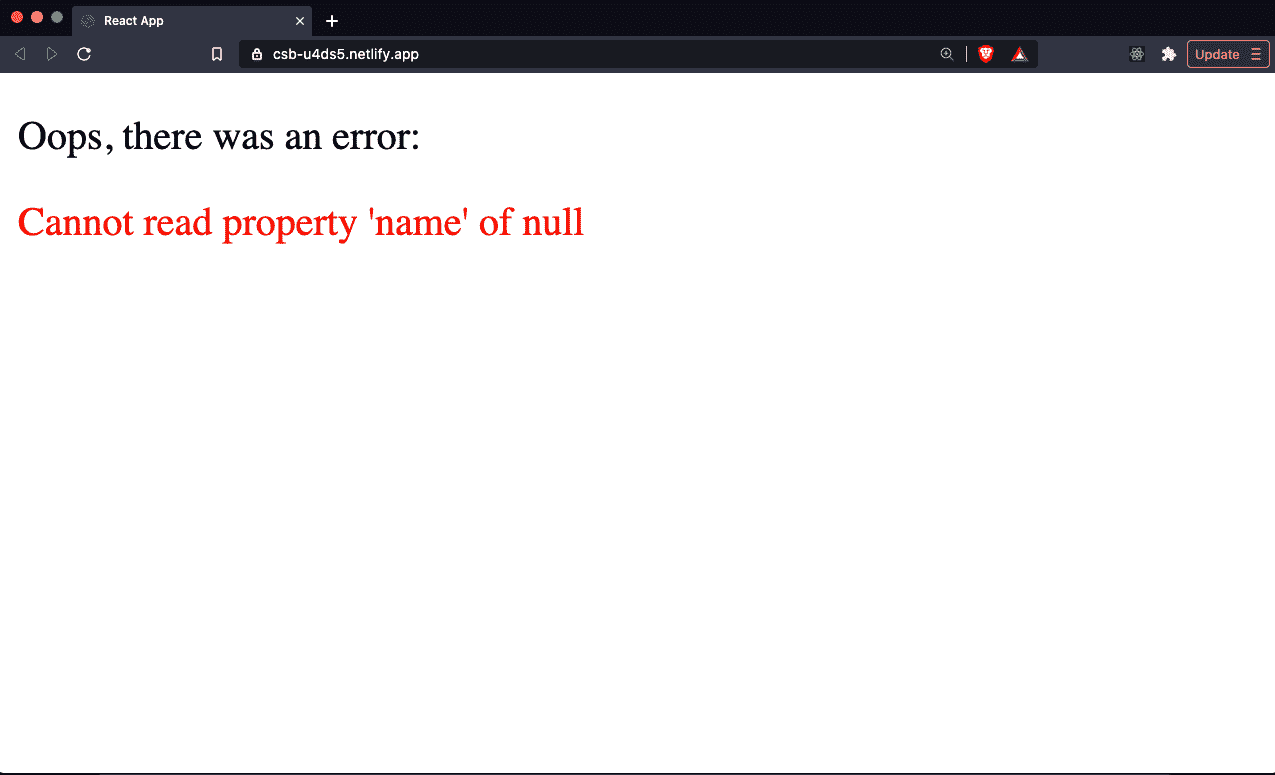 React App
csb-u4ds5.netlify.app
Update
Oops, there was an error:
Cannot read property 'name' of null